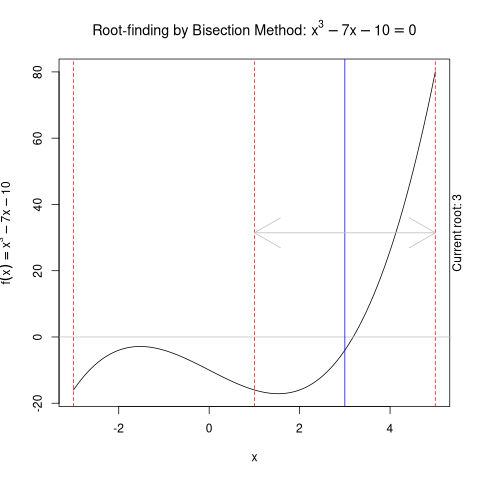 Root-finding by Bisection Method: x³ − 7x − 10 = 0
80
60
40
20
0
-20
f(x) = x³ − 7x − 10
Current root: 3
-2
0
2
4
x